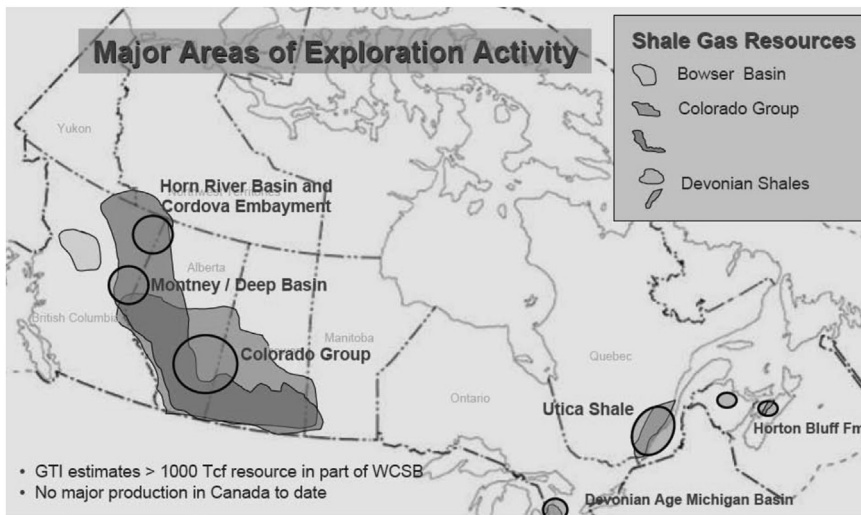 Major Areas of Exploration Activity
Shale Gas Resources
Bowser Basin
Colorado Group
Devonian Shales
Yukon
Northwest Territories
Horn River Basin and
Cordova Embayment
Alberta
Montney / Deep Basin
British Columbia
Manitoba
Colorado Group
Quebec
Ontario
Utica Shale
Horton Bluff Fm
• GTI estimates > 1000 Tcf resource in part of WCSB
• No major production in Canada to date
Devonian Age Michigan Basin